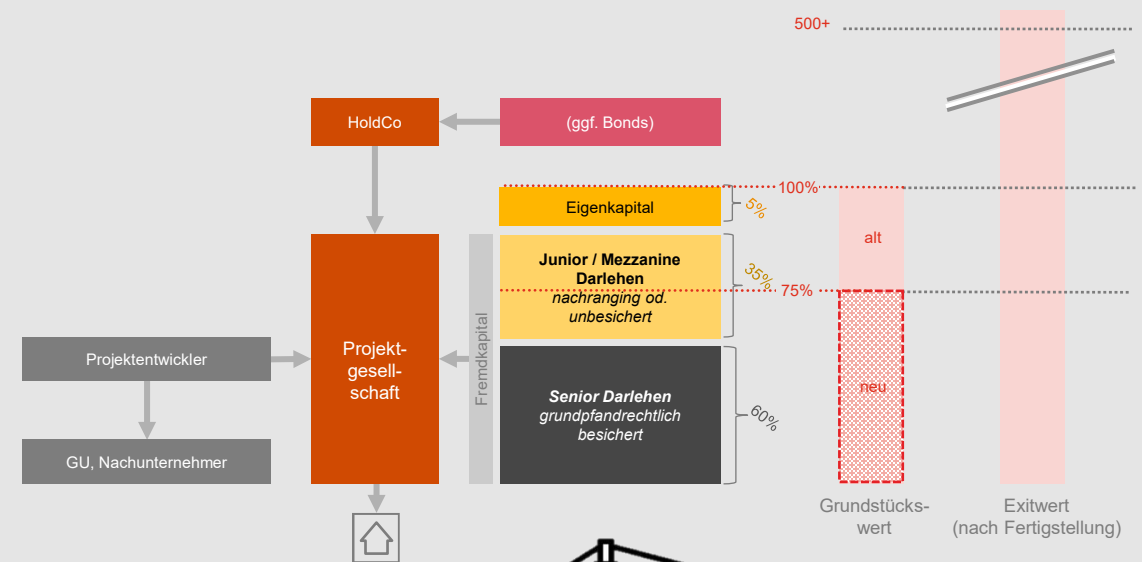 500+
HoldCo
(ggf. Bonds)
100%
Eigenkapital
5%
alt
Junior / Mezzanine
Darlehen
nachranging od.
unbesichert
35%
75%
Projekt-
gesell-
schaft
Fremdkapital
Projektentwickler
neu
Senior Darlehen
grundpfandrechtlich
besichert
60%
GU, Nachunternehmer
Grundstücks-
wert
Exitwert
(nach Fertigstellung)